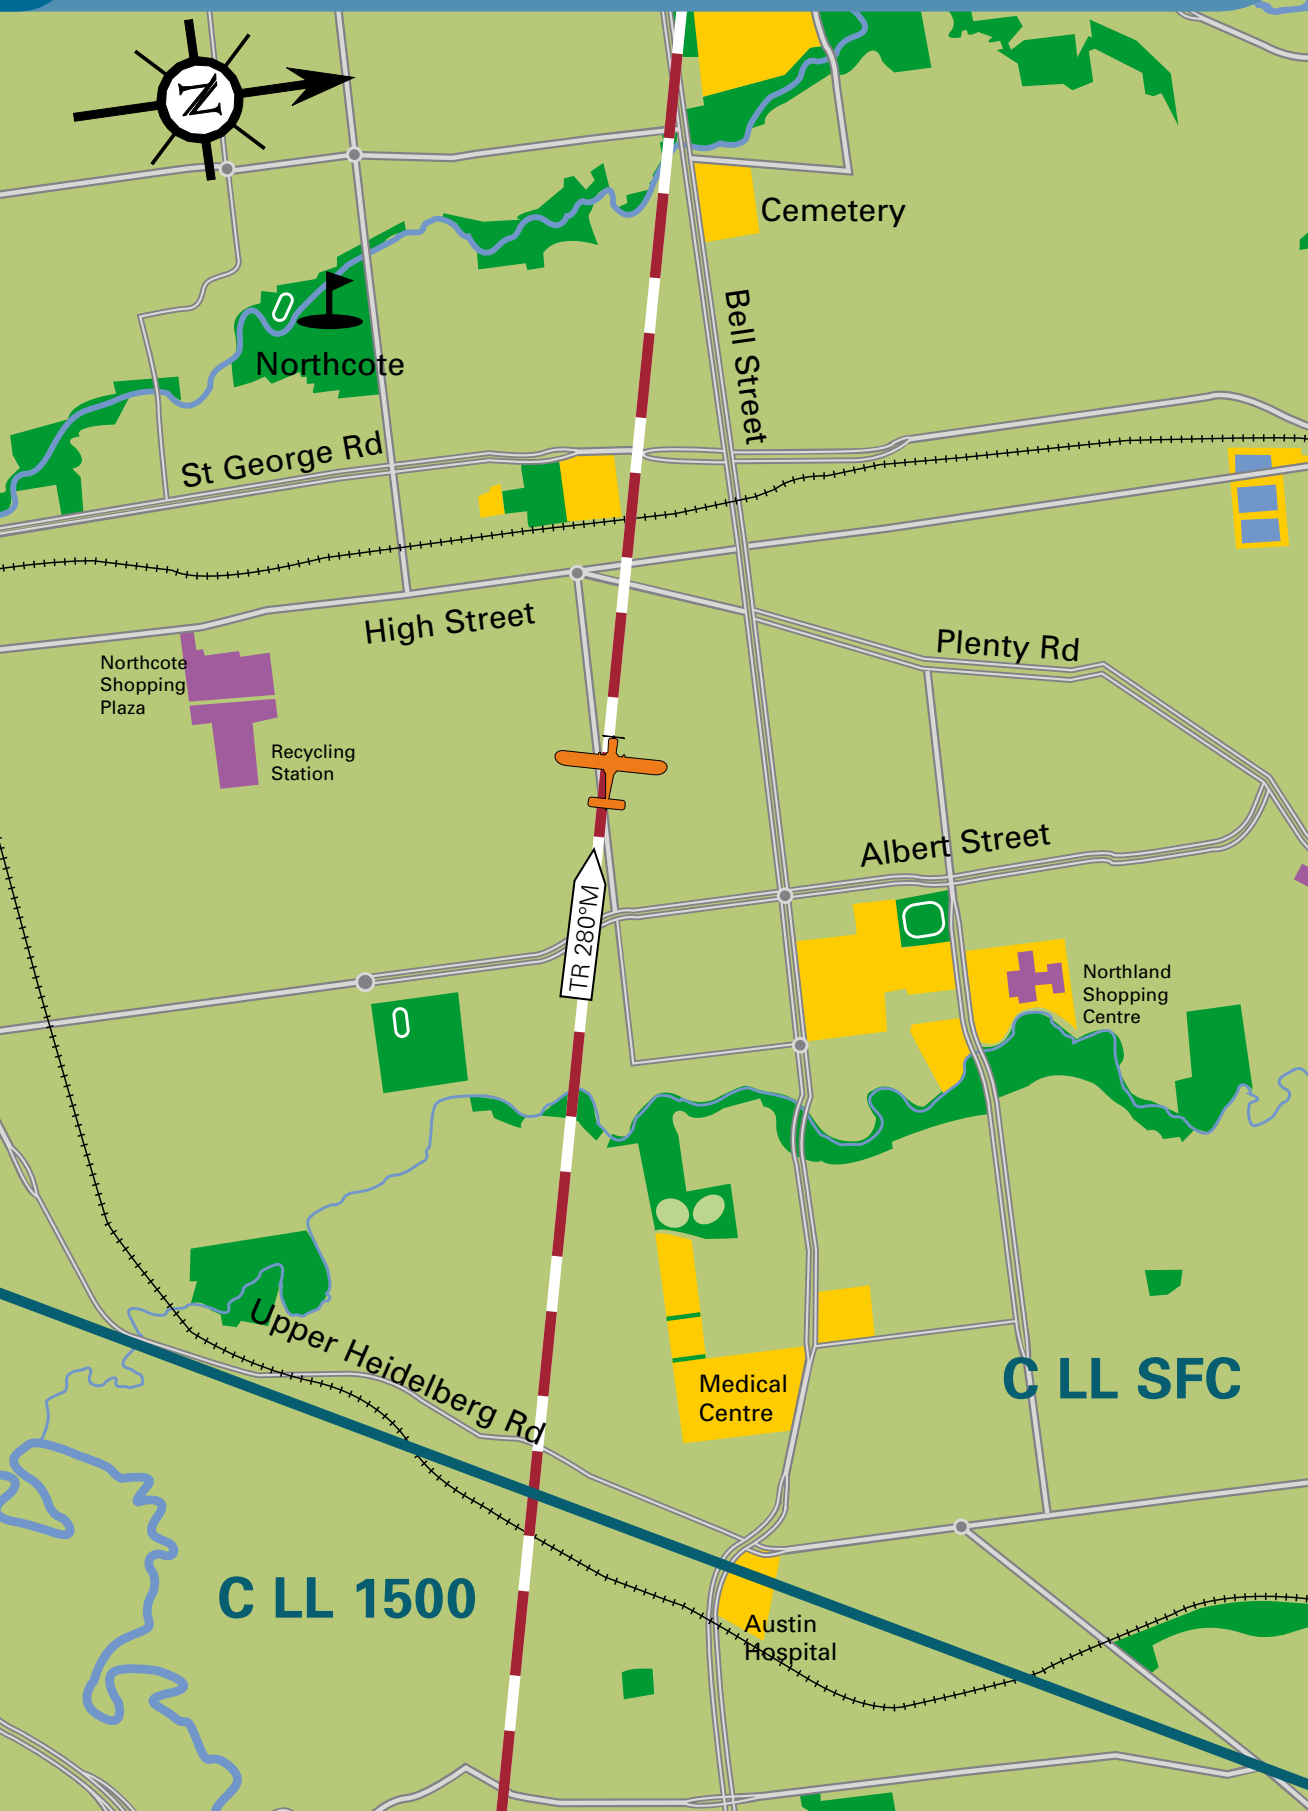 N
Cemetery
Bell Street
Northcote
St George Rd
High Street
Plenty Rd
Northcote
Shopping
Plaza
Recycling
Station
Albert Street
TR 280°M
Northland
Shopping
Centre
Upper Heidelberg Rd
C LL SFC
Medical
Centre
C LL 1500
Austin
Hospital